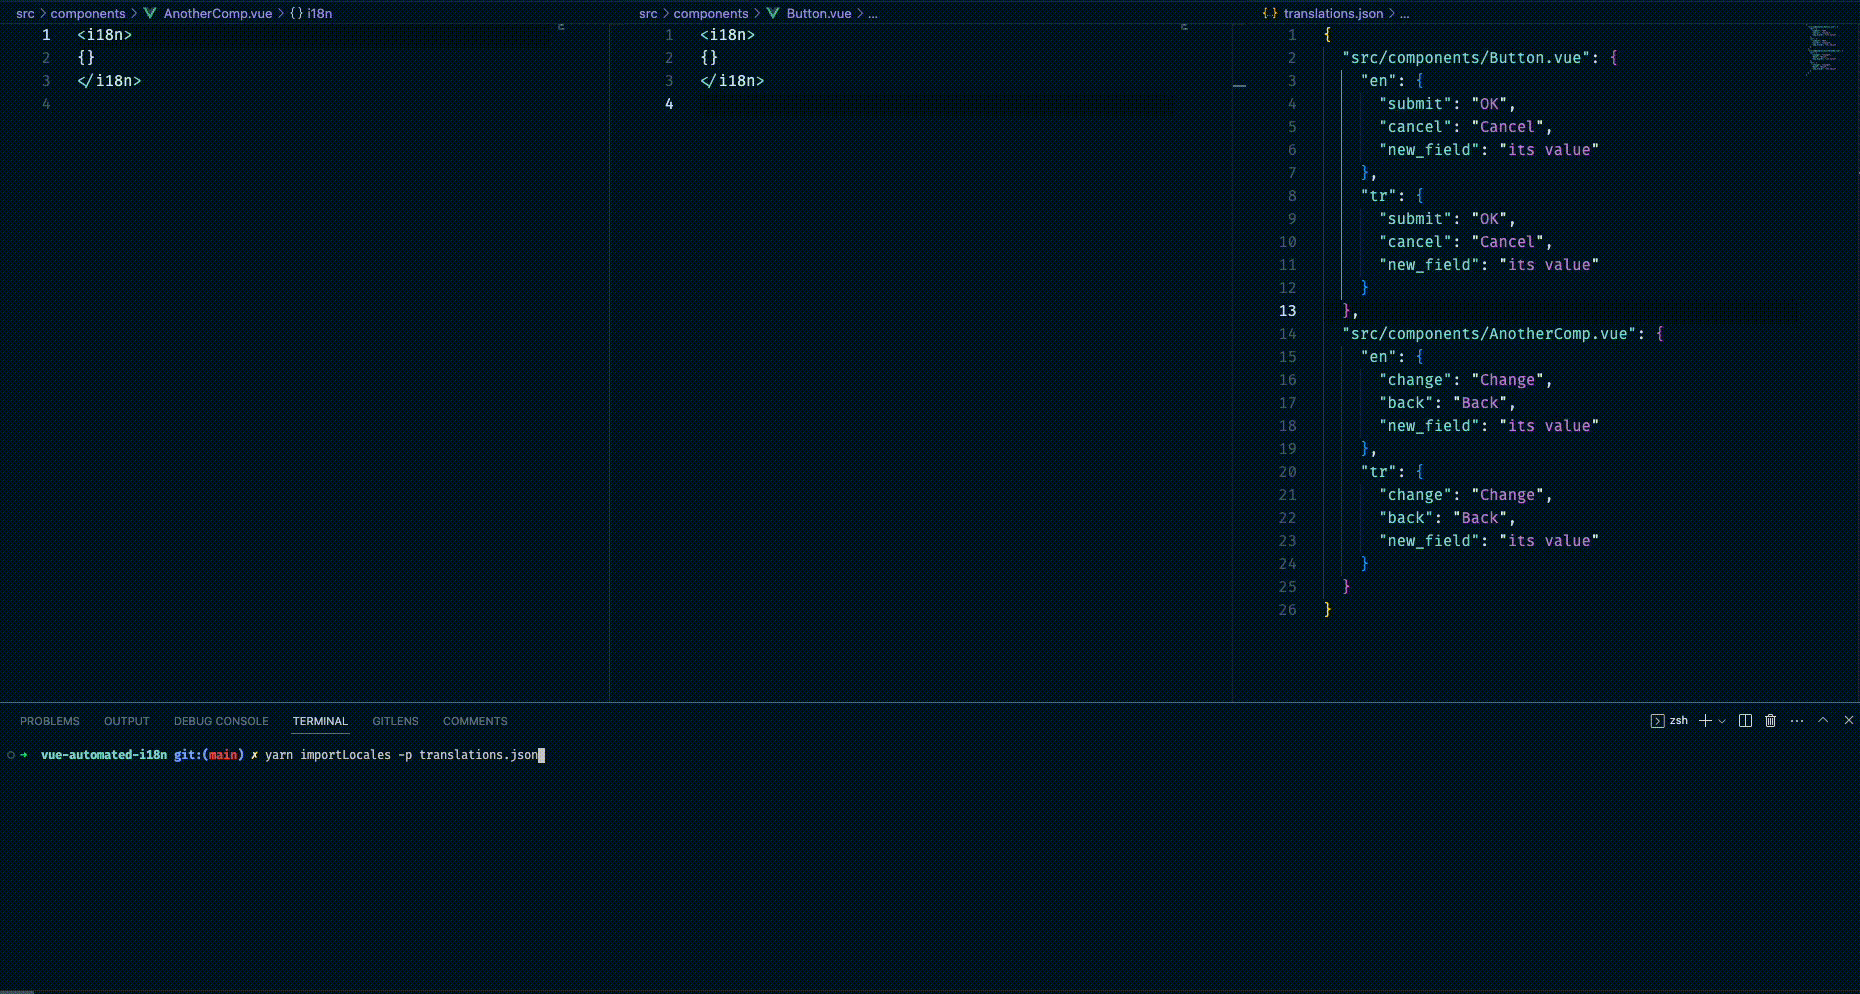 src > components > AnotherComp.vue > {} i18n
1 <i18n>
2 {}
3 </i18n>
4
src > components > Button.vue > ...
1 <i18n>
2 {}
3 </i18n>
4
{..} translations.json > ...
1 {
2 "src/components/Button.vue": {
3 "en": {
4 "submit": "OK",
5 "cancel": "Cancel",
6 "new_field": "its value"
7 },
8 "tr": {
9 "submit": "OK",
10 "cancel": "Cancel",
11 "new_field": "its value"
12 }
13 },
14 "src/components/AnotherComp.vue": {
15 "en": {
16 "change": "Change",
17 "back": "Back",
18 "new_field": "its value"
19 },
20 "tr": {
21 "change": "Change",
22 "back": "Back",
23 "new_field": "its value"
24 }
25 }
26 }
PROBLEMS OUTPUT DEBUG CONSOLE TERMINAL GITLENS COMMENTS
zsh
→ vue-automated-i18n git:(main) ✗ yarn importLocales -p translations.json